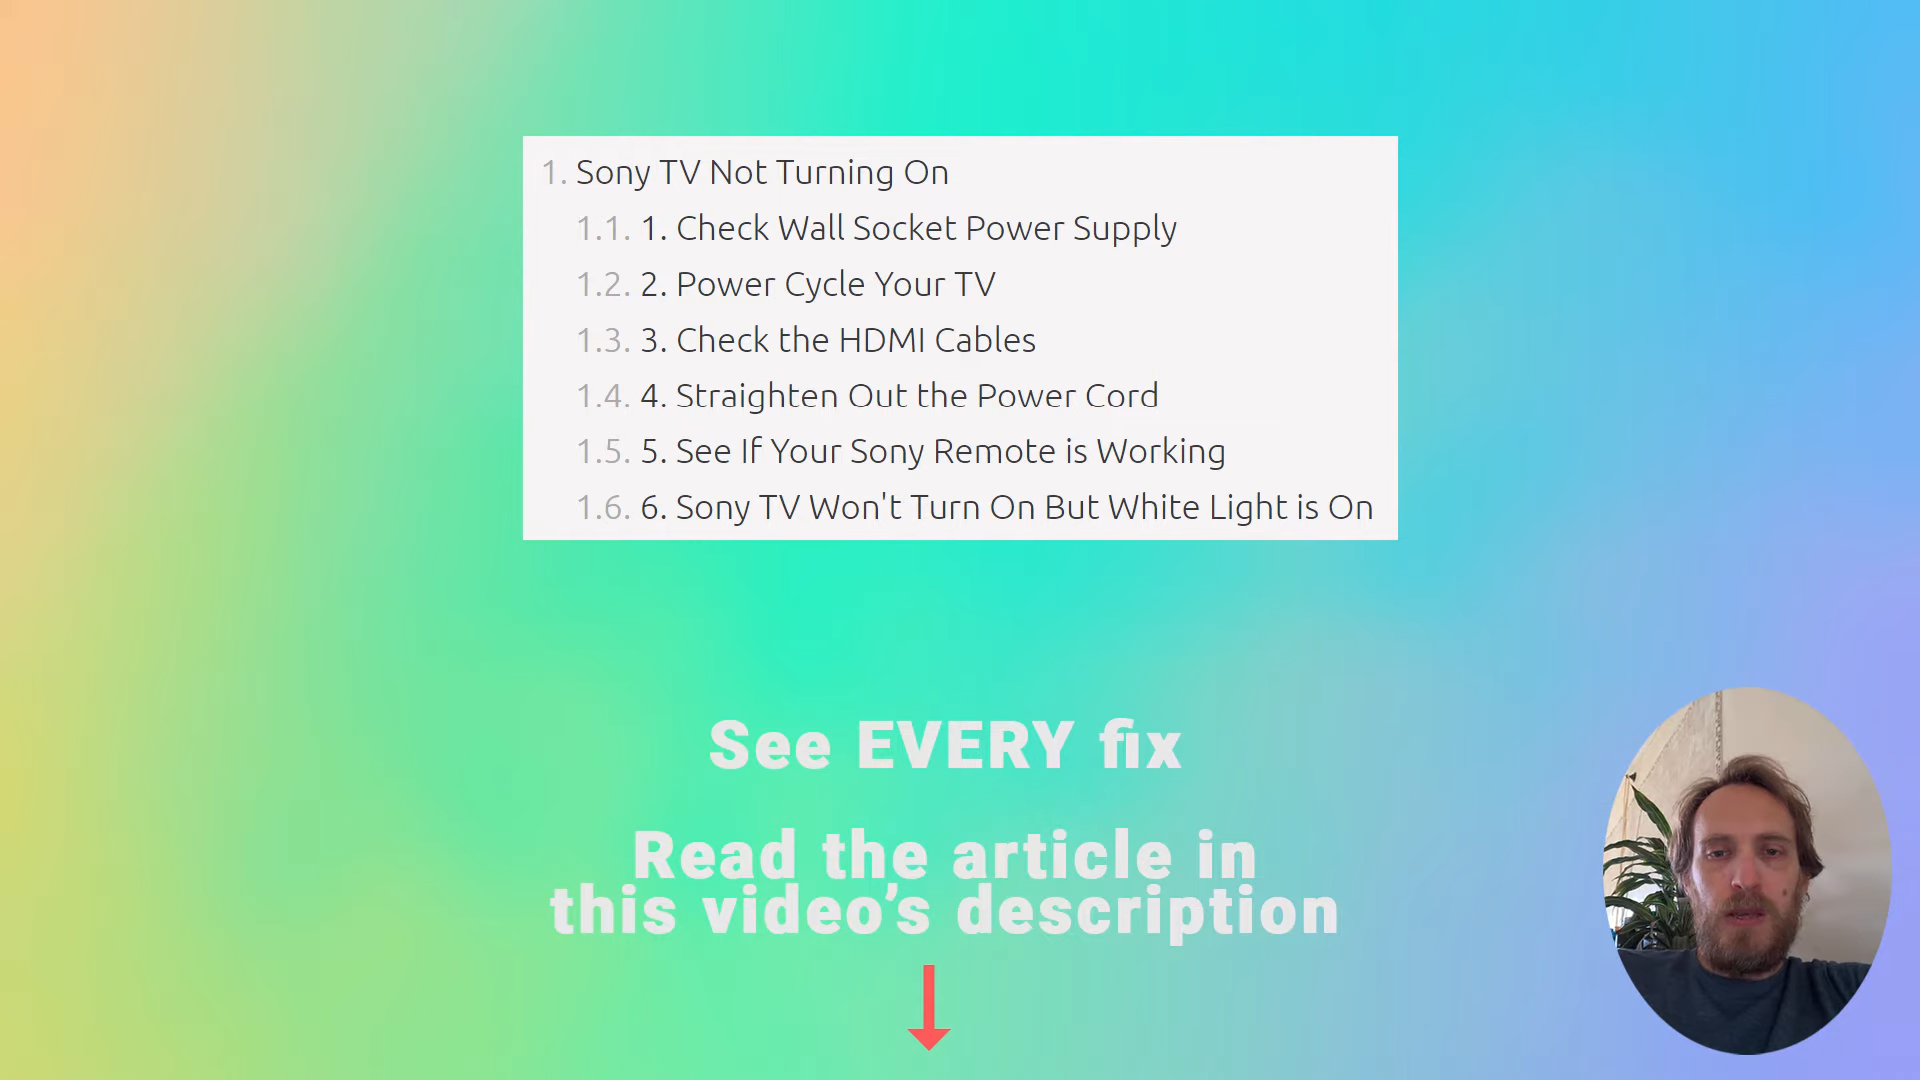 1. Sony TV Not Turning On
1.1. 1. Check Wall Socket Power Supply
1.2. 2. Power Cycle Your TV
1.3. 3. Check the HDMI Cables
1.4. 4. Straighten Out the Power Cord
1.5. 5. See If Your Sony Remote is Working
1.6. 6. Sony TV Won't Turn On But White Light is On
See EVERY fix
Read the article in
this video’s description